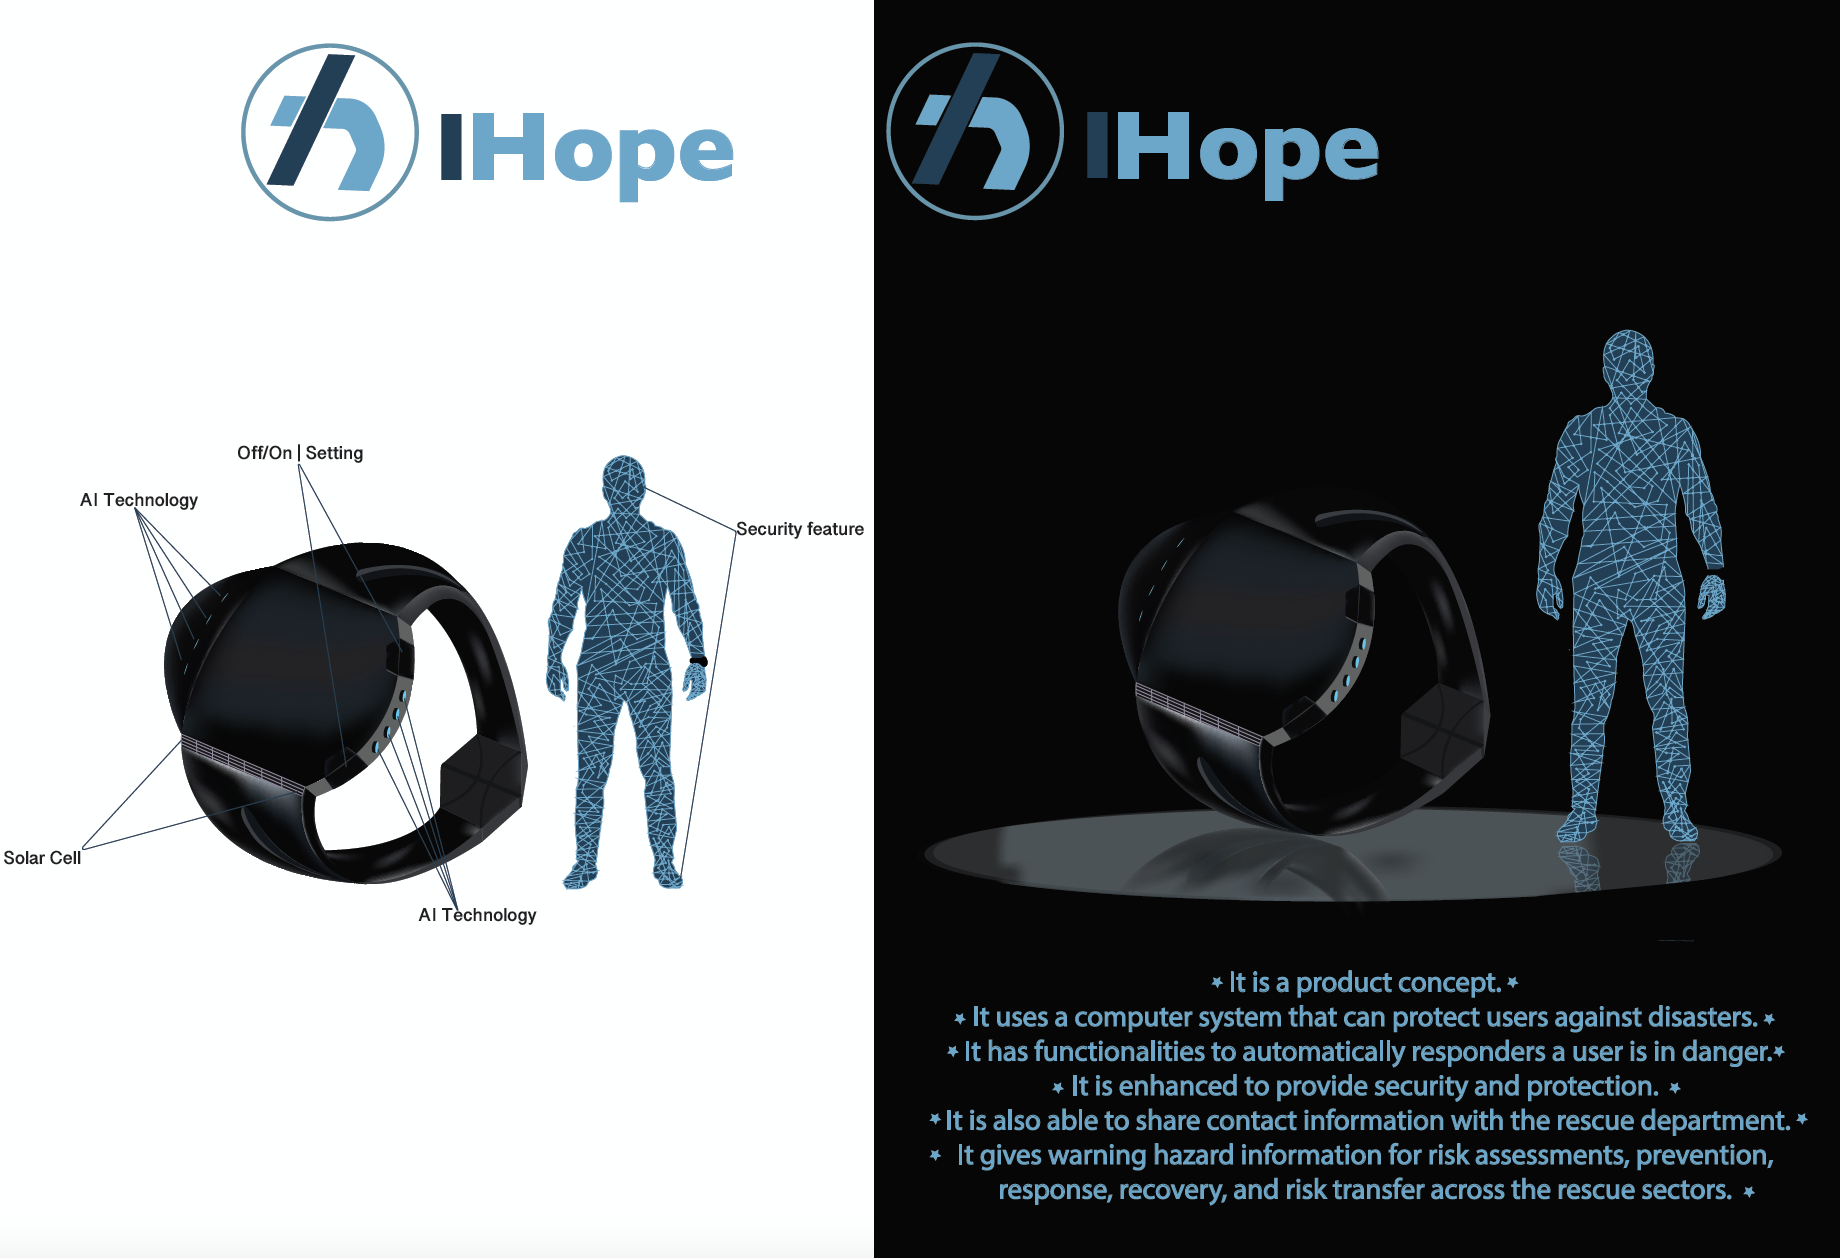 IHope
Off/On | Setting
AI Technology
Security feature
Solar Cell
AI Technology
IHope
It is a product concept.
It uses a computer system that can protect users against disasters.
It has functionalities to automatically responders a user is in danger.
It is enhanced to provide security and protection.
It is also able to share contact information with the rescue department.
It gives warning hazard information for risk assessments, prevention,
response, recovery, and risk transfer across the rescue sectors.